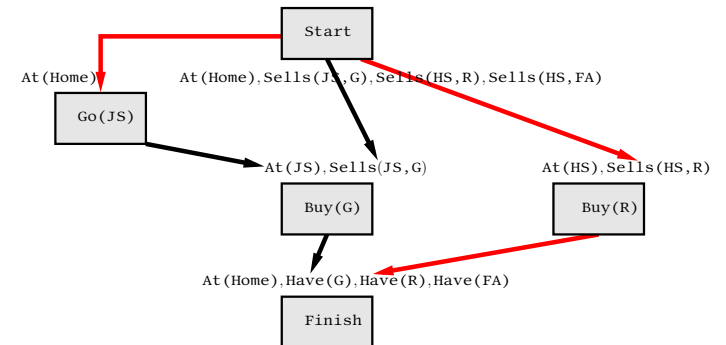 Start
At(Home) At(Home),Sells(JS,G),Sells(HS,R),Sells(HS,FA)
Go(JS)
At(JS),Sells(JS,G) At(HS),Sells(HS,R)
Buy(G) Buy(R)
At(Home),Have(G),Have(R),Have(FA)
Finish